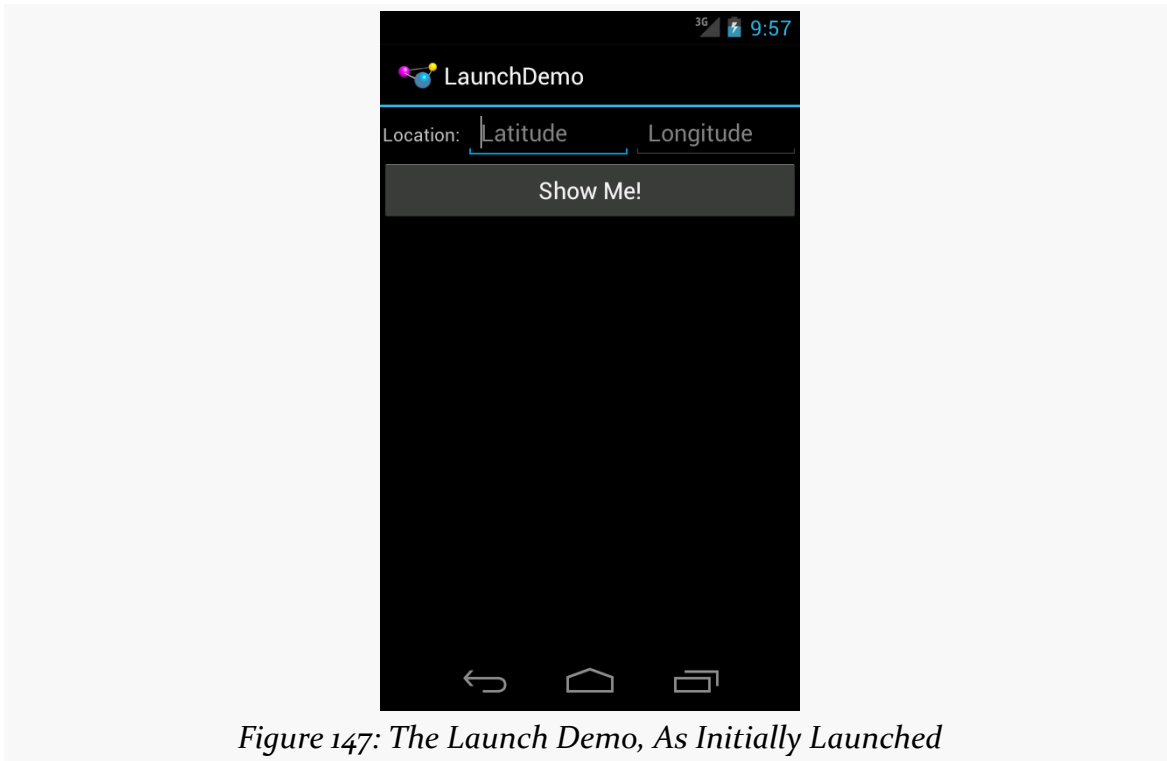 3G 9:57
LaunchDemo
Location: Latitude Longitude
Show Me!
Figure 147: The Launch Demo, As Initially Launched